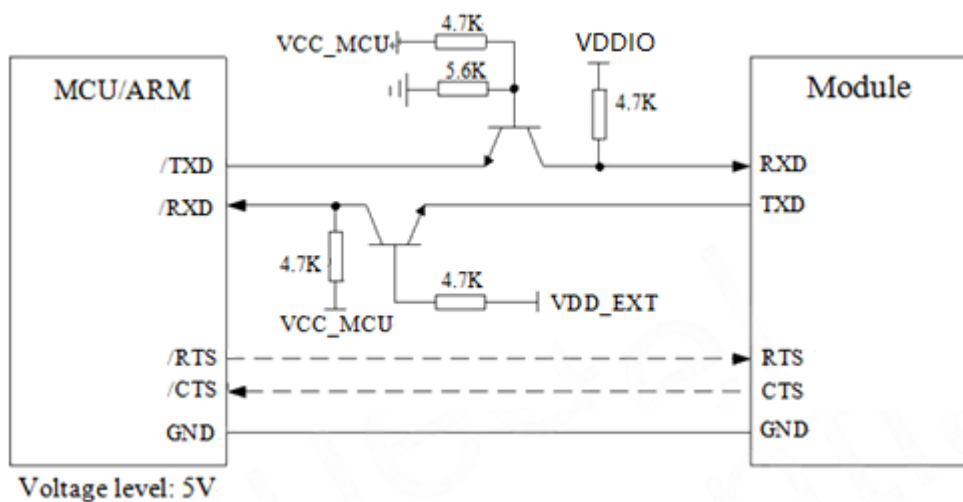 4.7K
VCC_MCU
VDDIO
5.6K
MCU/ARM
4.7K
Module
/TXD
RXD
/RXD
TXD
4.7K
4.7K
VDD_EXT
VCC_MCU
/RTS
RTS
/CTS
CTS
GND
GND
Voltage level: 5V